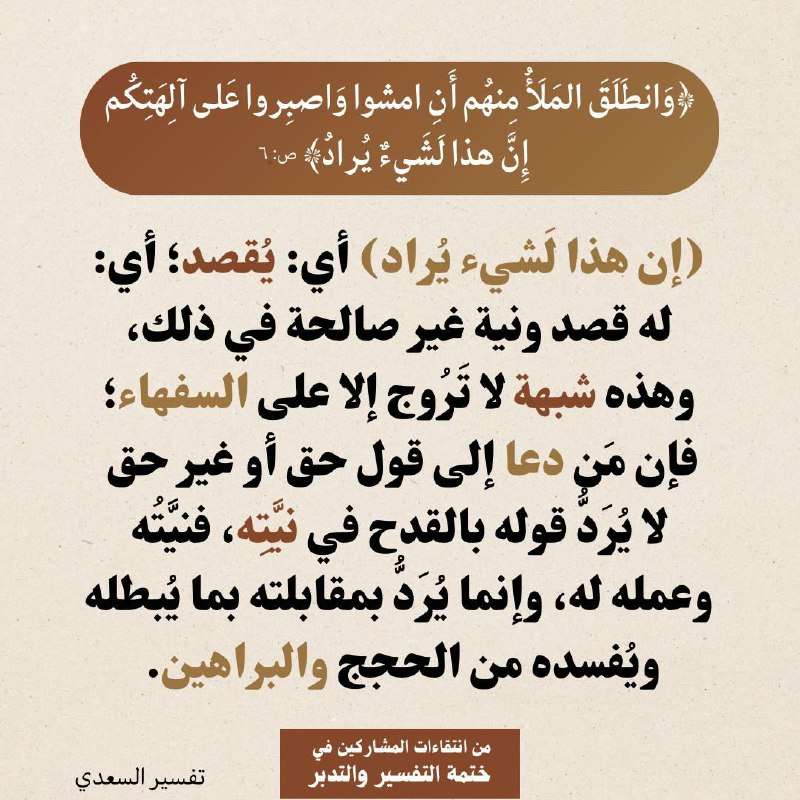 ﴿وَانطَلَقَ المَلَأُ مِنهُم أَنِ امشوا وَاصبِروا عَلى آلِهَتِكُم
إِنَّ هذا لَشَيءٌ يُرادُ﴾ ص: ٦
(إن هذا لَشيء يُراد) أي: يُقصد؛ أي:
له قصد ونية غير صالحة في ذلك،
وهذه شبهة لا تَرُوج إلا على السفهاء؛
فإن مَن دعا إلى قول حق أو غير حق
لا يُرَدُّ قوله بالقدح في نيَّتِه، فنيَّتُه
وعمله له، وإنما يُرَدُّ بمقابلته بما يُبطله
ويُفسده من الحجج والبراهين.
من انتقاءات المشاركين في
ختمة التفسير والتدبر
تفسير السعدي